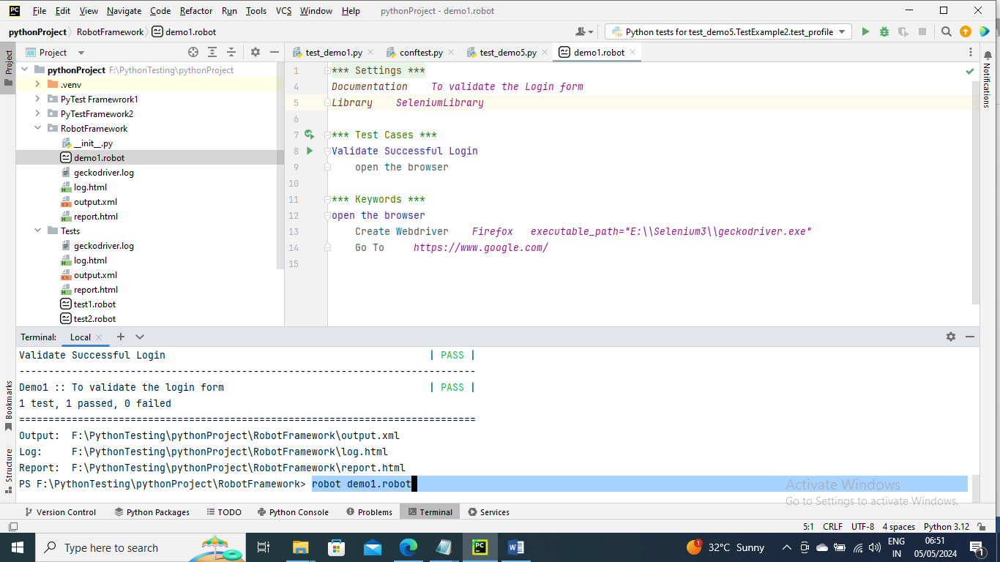 PC File Edit View Navigate Code Refactor Run Tools VCS Window Help pythonProject - demo1.robot
pythonProject RobotFramework demo1.robot Python tests for test_demo5.TestExample2.test_profile
Project
Project
test_demo1.py conftest.py test_demo5.py demo1.robot
Notifications
pythonProject F:\PythonTesting\pythonProject
.venv
PyTest Framewrork1
PyTestFramework2
RobotFramework
__init__.py
demo1.robot
geckodriver.log
log.html
output.xml
report.html
Tests
geckodriver.log
log.html
output.xml
report.html
test1.robot
test2.robot
1 *** Settings ***
4 Documentation    To validate the Login form
5 Library    SeleniumLibrary
6
7 *** Test Cases ***
8 Validate Successful Login
9     open the browser
10
11 *** Keywords ***
12 open the browser
13     Create Webdriver    Firefox   executable_path="E:\\Selenium3\\geckodriver.exe"
14     Go To     https://www.google.com/
15
Terminal: Local
Validate Successful Login | PASS |
------------------------------------------------------------------------------
Demo1 :: To validate the login form | PASS |
1 test, 1 passed, 0 failed
==============================================================================
Output:  F:\PythonTesting\pythonProject\RobotFramework\output.xml
Log:     F:\PythonTesting\pythonProject\RobotFramework\log.html
Report:  F:\PythonTesting\pythonProject\RobotFramework\report.html
PS F:\PythonTesting\pythonProject\RobotFramework> robot demo1.robot
Bookmarks
Structure
Activate Windows
Go to Settings to activate Windows.
Version Control Python Packages TODO Python Console Problems Terminal Services
5:1 CRLF UTF-8 4 spaces Python 3.12
Type here to search
PC
W
1
32°C Sunny
ENG
IN
06:51
05/05/2024
1